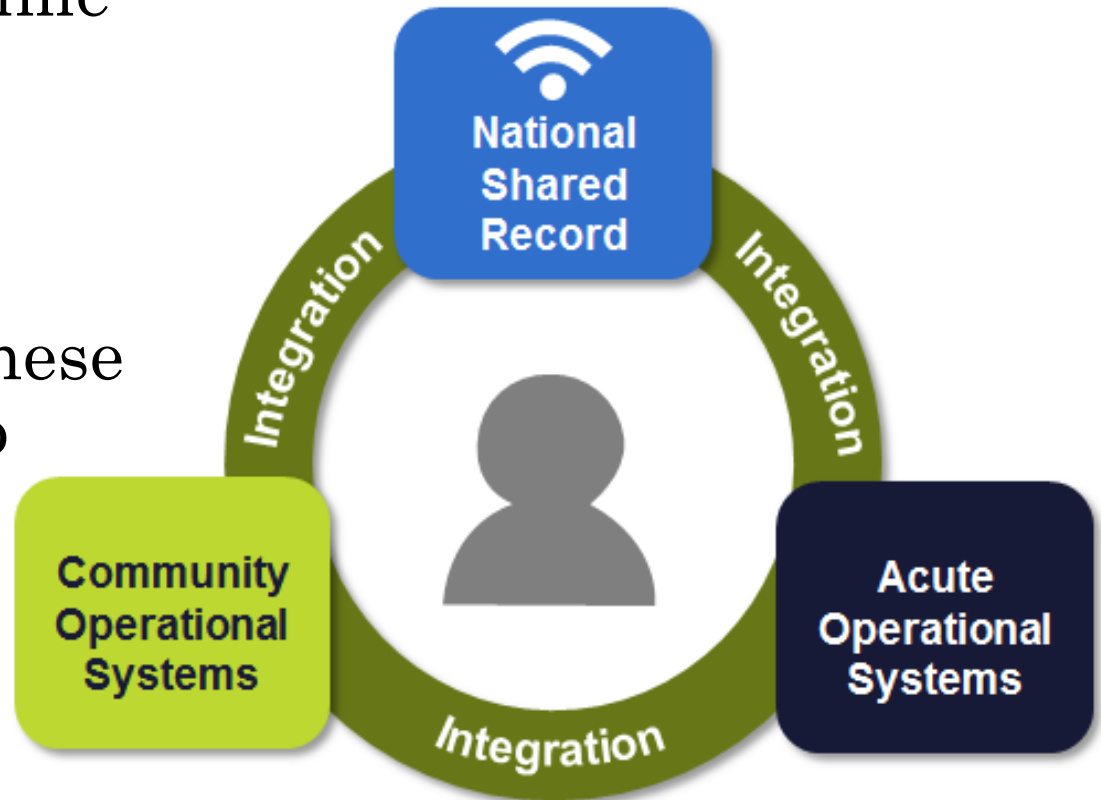 National
Shared
Record
Integration
Integration
Community
Operational
Systems
Acute
Operational
Systems
Integration